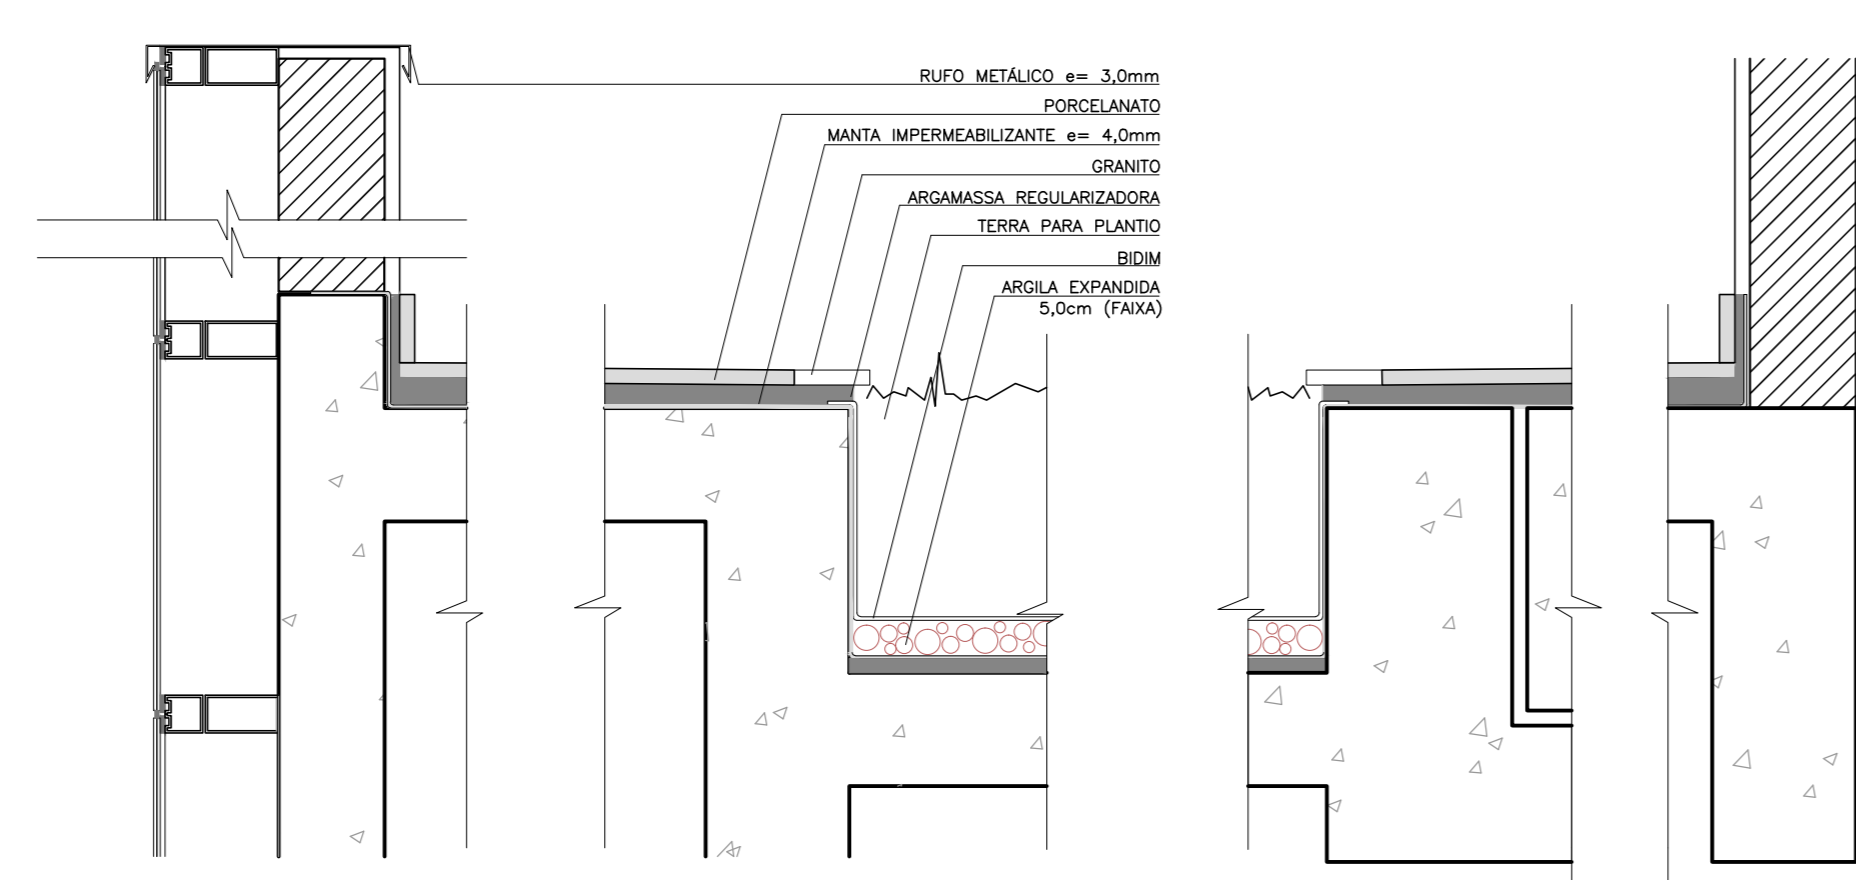 RUFO METÁLICO e= 3,0mm
PORCELANATO
MANTA IMPERMEABILIZANTE e= 4,0mm
GRANITO
ARGAMASSA REGULARIZADORA
TERRA PARA PLANTIO
BIDIM
ARGILA EXPANDIDA
5,0cm (FAIXA)